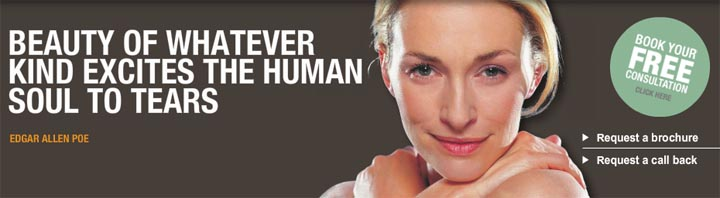 BEAUTY OF WHATEVER
KIND EXCITES THE HUMAN
SOUL TO TEARS
EDGAR ALLEN POE
BOOK YOUR
FREE
CONSULTATION
CLICK HERE
Request a brochure
Request a call back